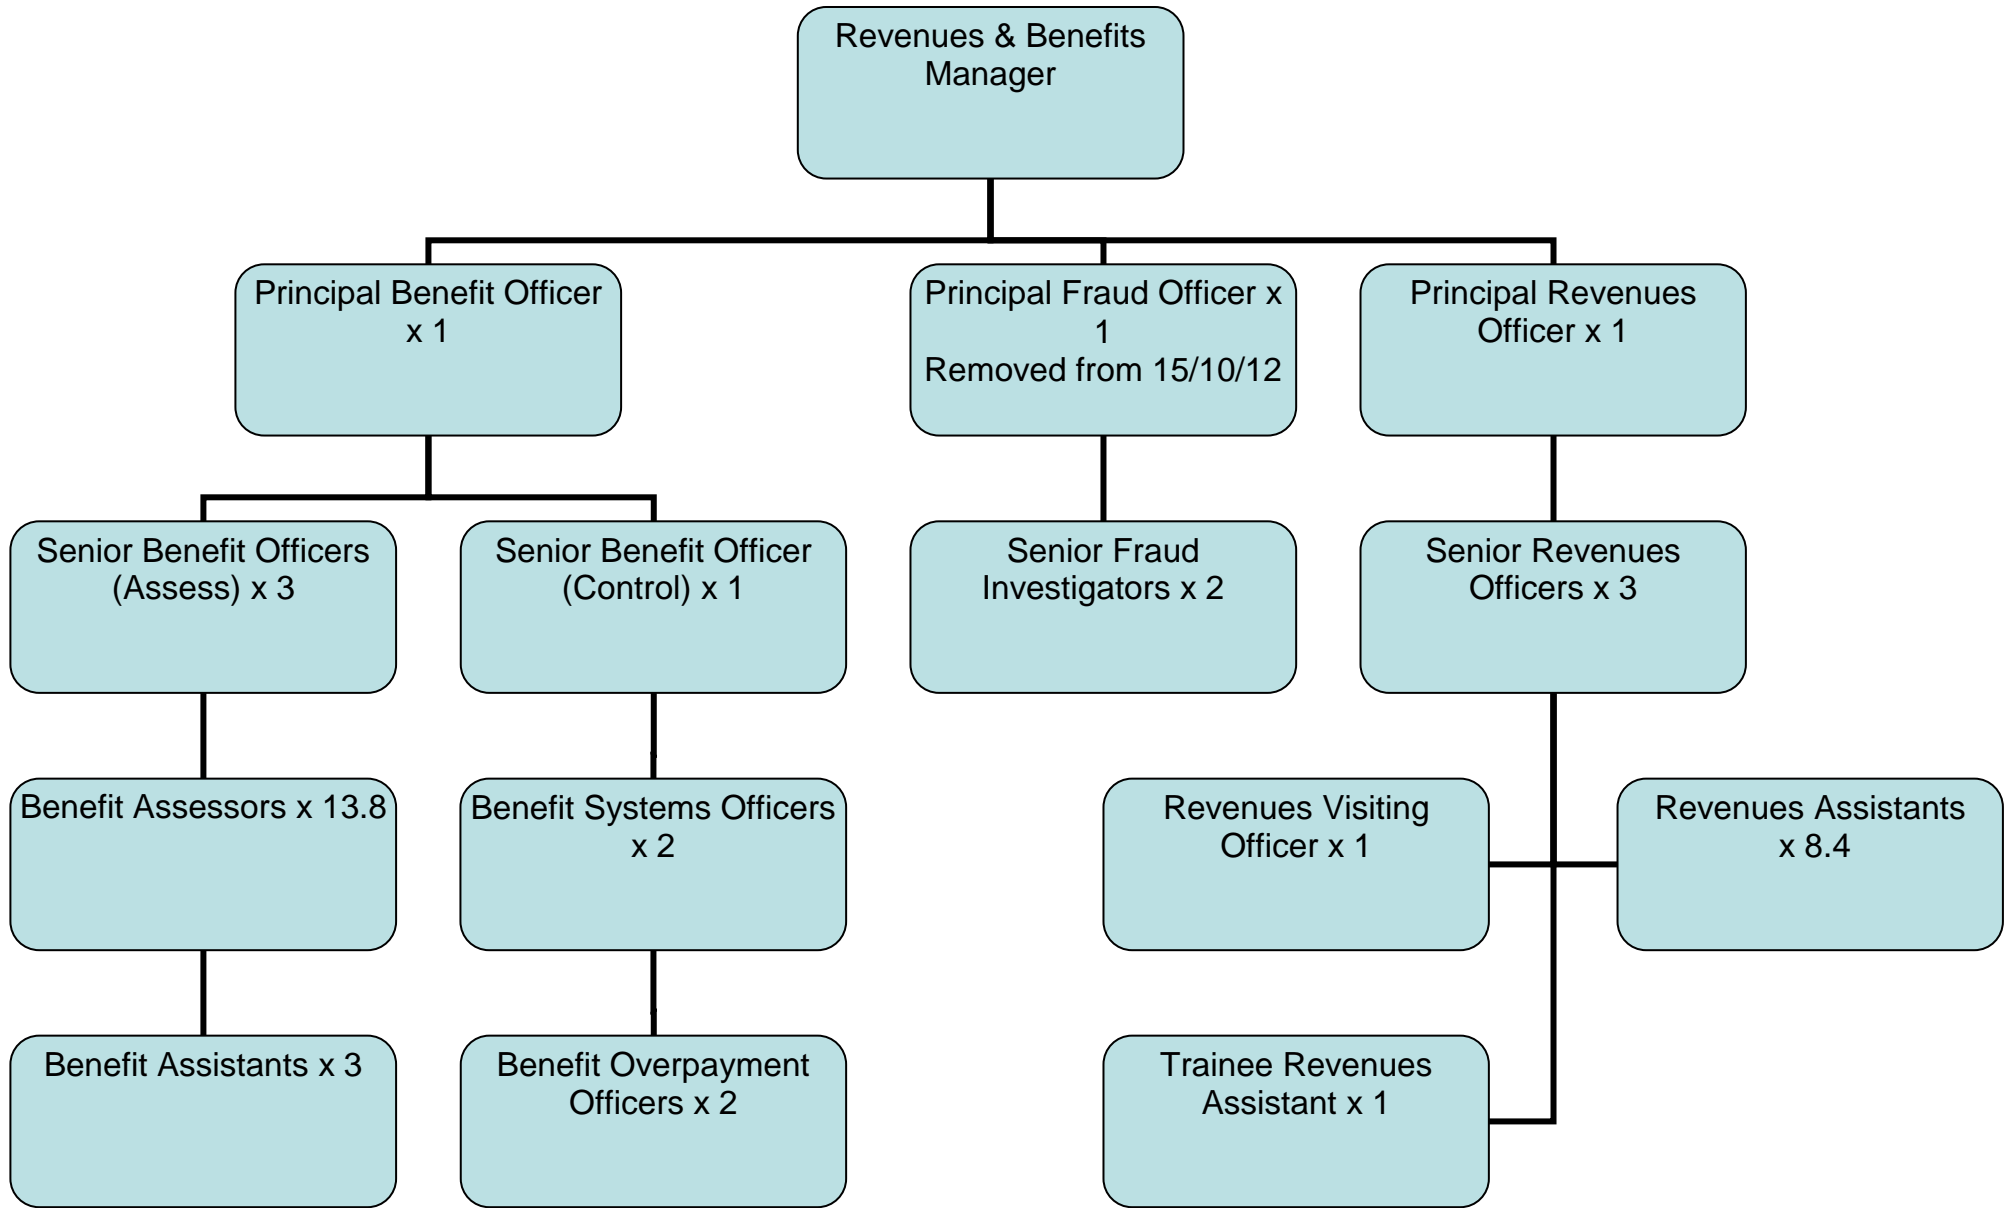 Revenues & Benefits
Manager
Principal Benefit Officer
x 1
Principal Fraud Officer x
1
Removed from 15/10/12
Principal Revenues
Officer x 1
Senior Benefit Officers
(Assess) x 3
Senior Benefit Officer
(Control) x 1
Senior Fraud
Investigators x 2
Senior Revenues
Officers x 3
Benefit Assessors x 13.8
Benefit Systems Officers
x 2
Revenues Visiting
Officer x 1
Revenues Assistants
x 8.4
Benefit Assistants x 3
Benefit Overpayment
Officers x 2
Trainee Revenues
Assistant x 1